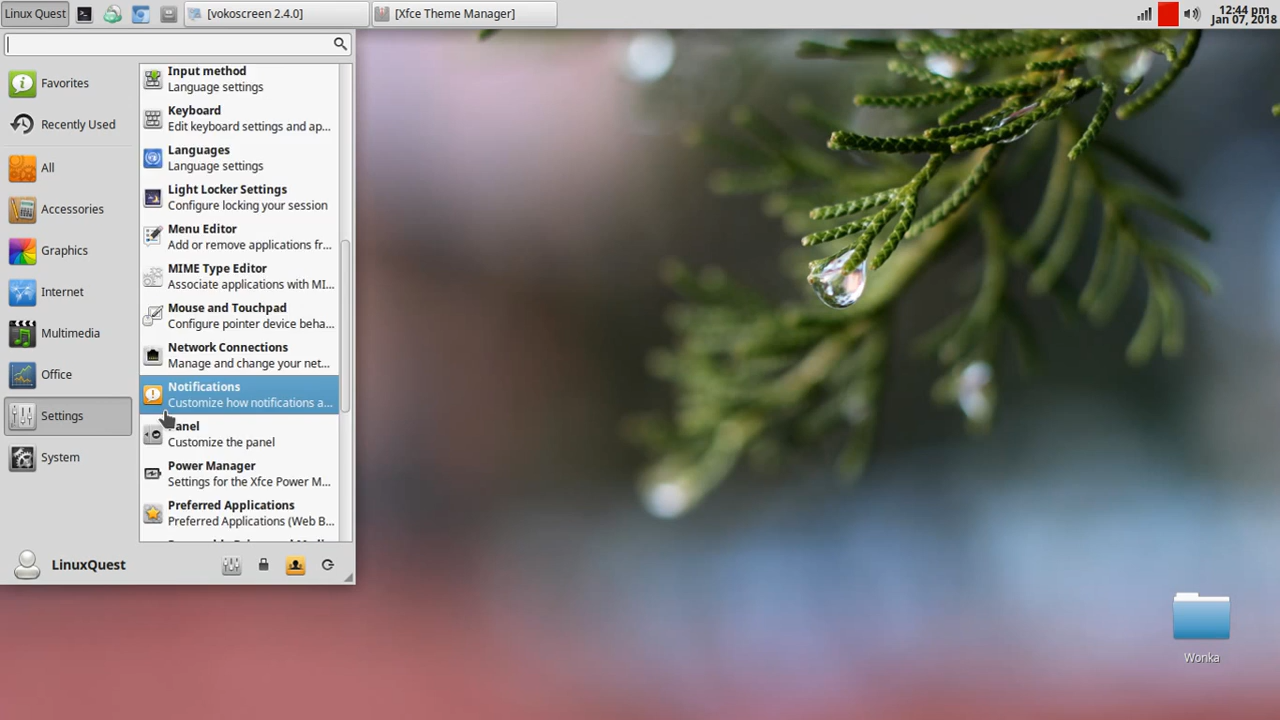 Linux Quest
[vokoscreen 2.4.0]
[Xfce Theme Manager]
12:44 pm
Jan 07, 2018
Favorites
Recently Used
All
Accessories
Graphics
Internet
Multimedia
Office
Settings
System
Input method
Language settings
Keyboard
Edit keyboard settings and ap...
Languages
Language settings
Light Locker Settings
Configure locking your session
Menu Editor
Add or remove applications fr...
MIME Type Editor
Associate applications with MI...
Mouse and Touchpad
Configure pointer device beha...
Network Connections
Manage and change your net...
Notifications
Customize how notifications a...
Panel
Customize the panel
Power Manager
Settings for the Xfce Power M...
Preferred Applications
Preferred Applications (Web B...
LinuxQuest
Wonka